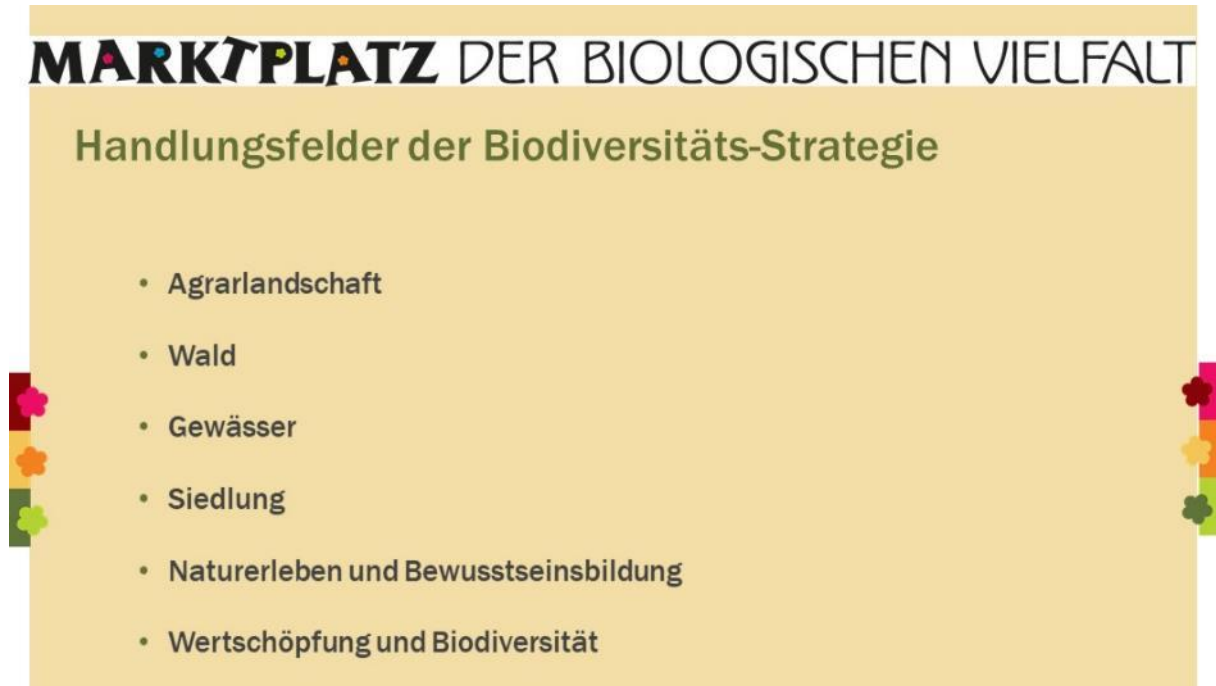 MARKTPLATZ DER BIOLOGISCHEN VIELFALT
Handlungsfelder der Biodiversitäts-Strategie
• Agrarlandschaft
• Wald
• Gewässer
• Siedlung
• Naturerleben und Bewusstseinsbildung
• Wertschöpfung und Biodiversität